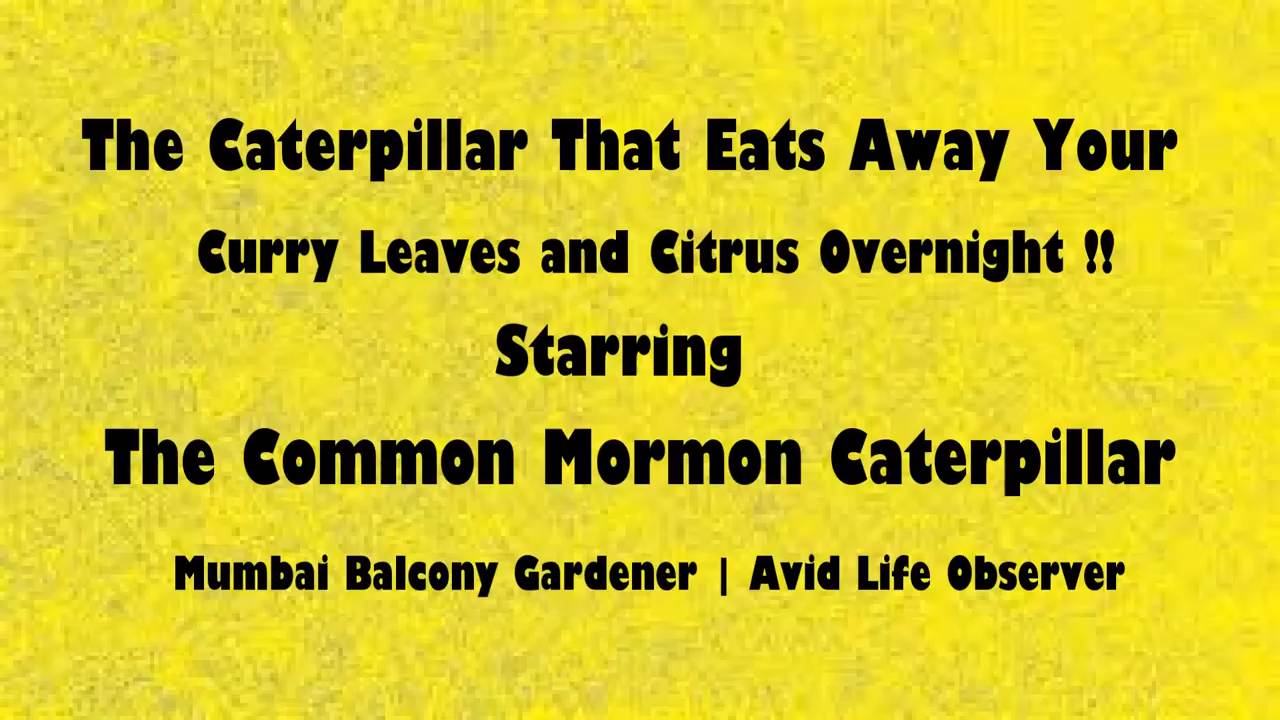 The Caterpillar That Eats Away Your
Curry Leaves and Citrus Overnight !!
Starring
The Common Mormon Caterpillar
Mumbai Balcony Gardener | Avid Life Observer